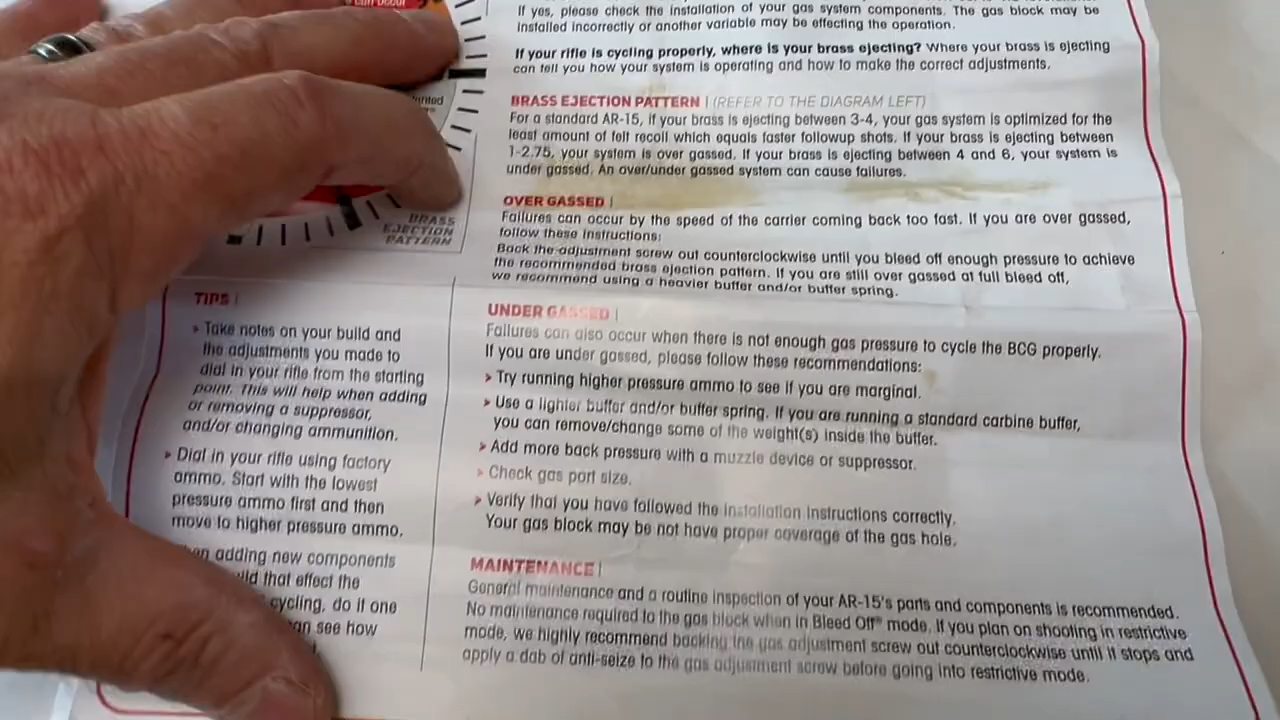 can occur
If yes, please check the installation of your gas system components. The gas block may be
installed incorrectly or another variable may be effecting the operation.
If your rifle is cycling properly, where is your brass ejecting? Where your brass is ejecting
can tell you how your system is operating and how to make the correct adjustments.
BRASS EJECTION PATTERN | (REFER TO THE DIAGRAM LEFT)
For a standard AR-15, if your brass is ejecting between 3-4, your gas system is optimized for the
least amount of felt recoil which equals faster followup shots. If your brass is ejecting between
1-2.75, your system is over gassed. If your brass is ejecting between 4 and 6, your system is
under gassed. An over/under gassed system can cause failures.
OVER GASSED |
Failures can occur by the speed of the carrier coming back too fast. If you are over gassed,
follow these instructions:
Back the adjustment screw out counterclockwise until you bleed off enough pressure to achieve
the recommended brass ejection pattern. If you are still over gassed at full bleed off,
we recommend using a heavier buffer and/or buffer spring.
UNDER GASSED |
Failures can also occur when there is not enough gas pressure to cycle the BCG properly.
If you are under gassed, please follow these recommendations:
> Try running higher pressure ammo to see if you are marginal.
> Use a lighter buffer and/or buffer spring. If you are running a standard carbine buffer,
you can remove/change some of the weight(s) inside the buffer.
> Add more back pressure with a muzzle device or suppressor.
> Check gas port size.
> Verify that you have followed the installation instructions correctly.
Your gas block may be not have proper coverage of the gas hole.
MAINTENANCE |
General maintenance and a routine inspection of your AR-15's parts and components is recommended.
No maintenance required to the gas block when in Bleed Off® mode. If you plan on shooting in restrictive
mode, we highly recommend backing the gas adjustment screw out counterclockwise until it stops and
apply a dab of anti-seize to the gas adjustment screw before going into restrictive mode.
BRASS
EJECTION
PATTERN
TIPS |
> Take notes on your build and
the adjustments you made to
dial in your rifle from the starting
point. This will help when adding
or removing a suppressor,
and/or changing ammunition.
> Dial in your rifle using factory
ammo. Start with the lowest
pressure ammo first and then
move to higher pressure ammo.
adding new components
that effect the
cycling, do it one
see how